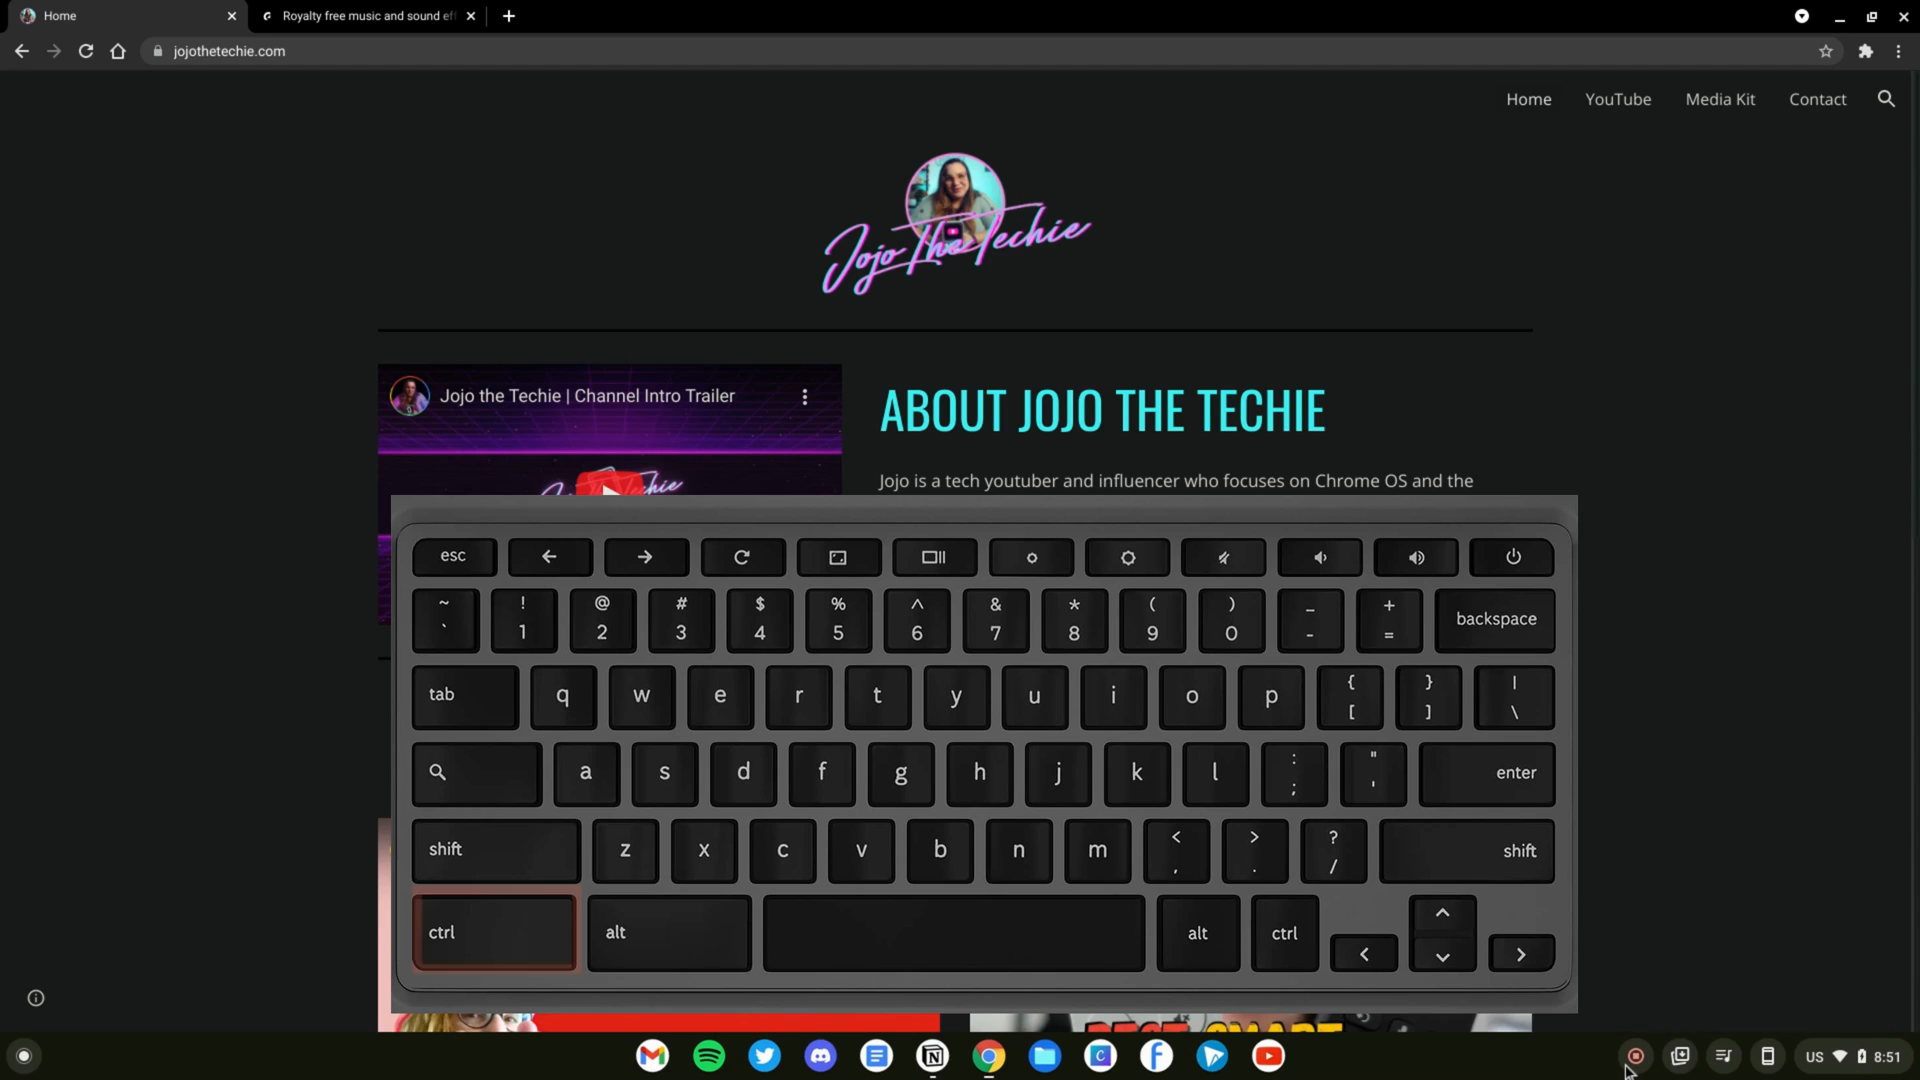 Home
Royalty free music and sound ef
jojothetechie.com
Home YouTube Media Kit Contact
Jojo The Techie
Jojo the Techie | Channel Intro Trailer
ABOUT JOJO THE TECHIE
Jojo is a tech youtuber and influencer who focuses on Chrome OS and the
esc
~ ! @ # $ % ^ & * ( ) _ +
` 1 2 3 4 5 6 7 8 9 0 - = backspace
tab q w e r t y u i o p { [ } ] | \
a s d f g h j k l : ; " ' enter
shift z x c v b n m < , > . ? / shift
ctrl alt alt ctrl
BEST SMART
US 8:51